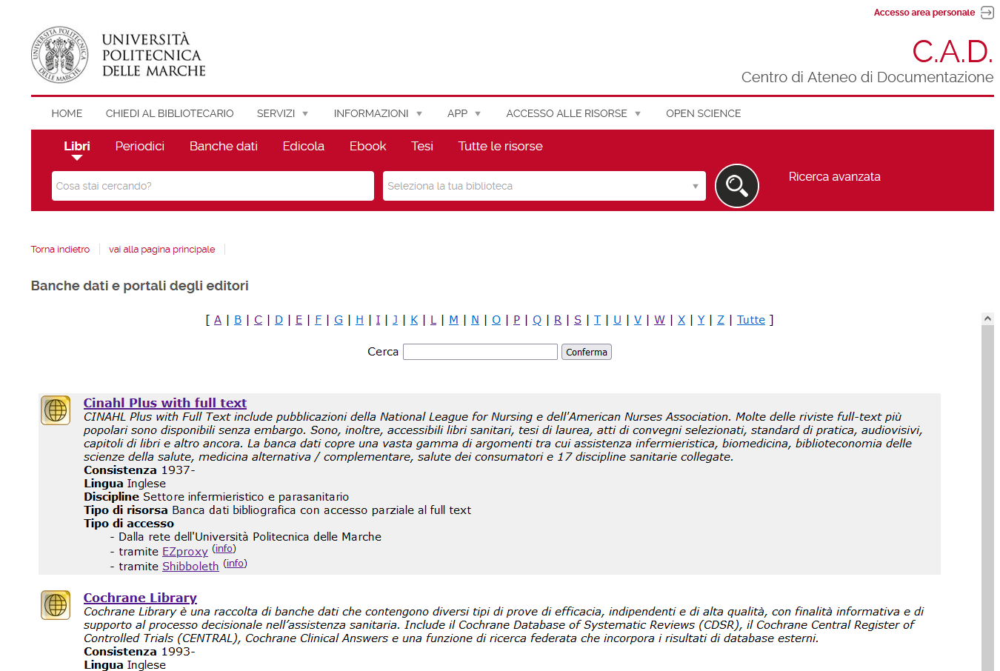 Accesso area personale
UNIVERSITÀ
POLITECNICA
DELLE MARCHE
UNIVERSITA POLITECNICA
DELLE MARCHE
C.A.D.
Centro di Ateneo di Documentazione
HOME CHIEDI AL BIBLIOTECARIO SERVIZI INFORMAZIONI APP ACCESSO ALLE RISORSE OPEN SCIENCE
Libri Periodici Banche dati Edicola Ebook Tesi Tutte le risorse
Cosa stai cercando? Seleziona la tua biblioteca Ricerca avanzata
Torna indietro vai alla pagina principale
Banche dati e portali degli editori
[ A | B | C | D | E | F | G | H | I | J | K | L | M | N | O | P | Q | R | S | T | U | V | W | X | Y | Z | Tutte ]
Cerca Conferma
Cinahl Plus with full text
CINAHL Plus with Full Text include pubblicazioni della National League for Nursing e dell'American Nurses Association. Molte delle riviste full-text più
popolari sono disponibili senza embargo. Sono, inoltre, accessibili libri sanitari, tesi di laurea, atti di convegni selezionati, standard di pratica, audiovisivi,
capitoli di libri e altro ancora. La banca dati copre una vasta gamma di argomenti tra cui assistenza infermieristica, biomedicina, biblioteconomia delle
scienze della salute, medicina alternativa / complementare, salute dei consumatori e 17 discipline sanitarie collegate.
Consistenza 1937-
Lingua Inglese
Discipline Settore infermieristico e parasanitario
Tipo di risorsa Banca dati bibliografica con accesso parziale al full text
Tipo di accesso
- Dalla rete dell'Università Politecnica delle Marche
- tramite EZproxy (info)
- tramite Shibboleth (info)
Cochrane Library
Cochrane Library è una raccolta di banche dati che contengono diversi tipi di prove di efficacia, indipendenti e di alta qualità, con finalità informativa e di
supporto al processo decisionale nell’assistenza sanitaria. Include il Cochrane Database of Systematic Reviews (CDSR), il Cochrane Central Register of
Controlled Trials (CENTRAL), Cochrane Clinical Answers e una funzione di ricerca federata che incorpora i risultati di database esterni.
Consistenza 1993-
Lingua Inglese